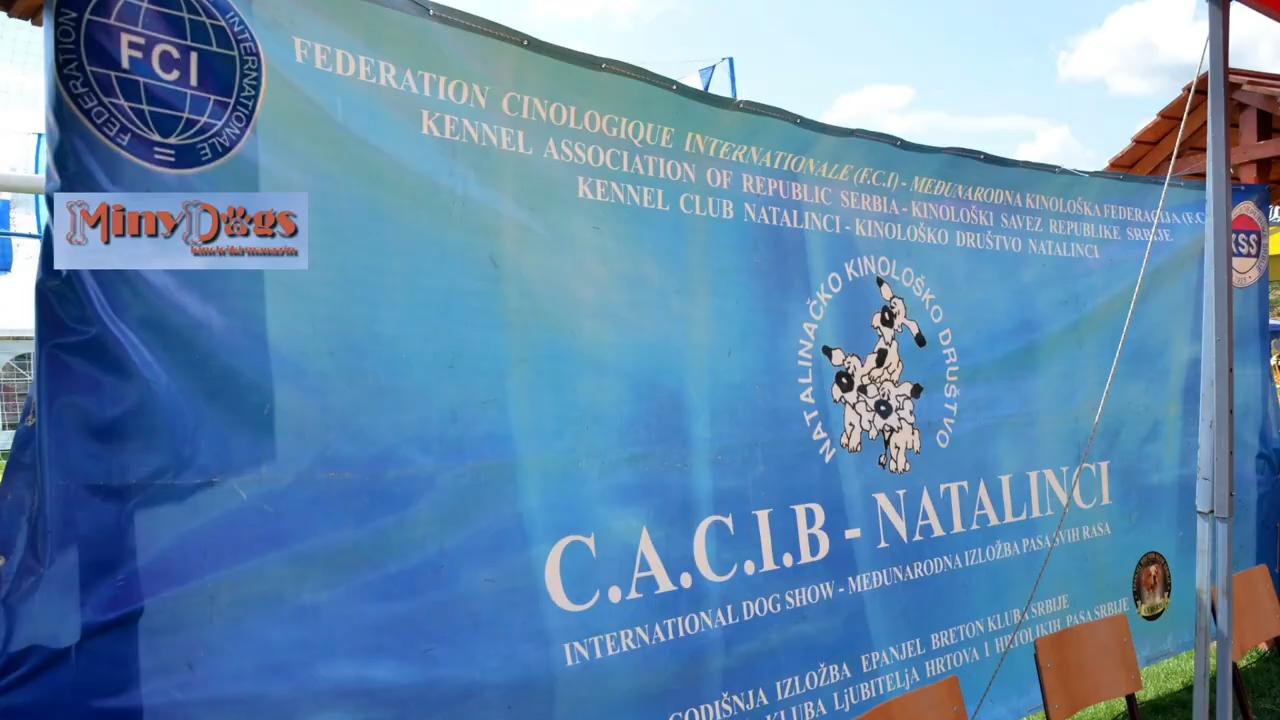 FCI
FEDERATION
INTERNATIONALE
MinyDogs
FEDERATION CINOLOGIQUE INTERNATIONALE (F.C.I) - MEĐUNARODNA KINOLOŠKA FEDERACIJA (F.C.
KENNEL ASSOCIATION OF REPUBLIC SERBIA - KINOLOŠKI SAVEZ REPUBLIKE SRBIJE
KENNEL CLUB NATALINCI - KINOLOŠKO DRUŠTVO NATALINCI
KSS
NATALINAČKO KINOLOŠKO DRUŠTVO
C.A.C.I.B - NATALINCI
INTERNATIONAL DOG SHOW - MEĐUNARODNA IZLOŽBA PASA SVIH RASA
GODIŠNJA IZLOŽBA EPANJEL BRETON KLUBA SRBIJE
KLUBA LjUBITELjA HRTOVA I HRTOLIKIH PASA SRBIJE